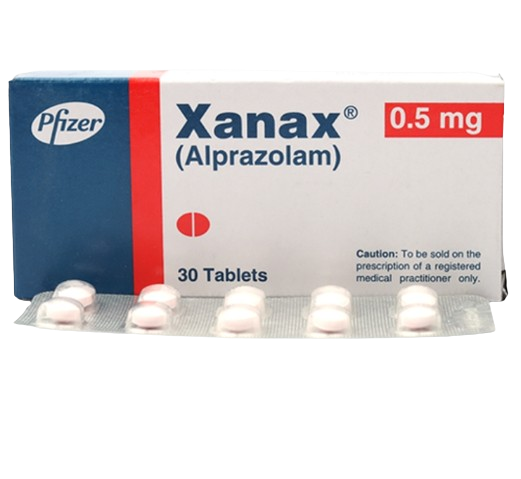 Pfizer
Xanax®
0.5 mg
(Alprazolam)
30 Tablets
Caution: To be sold on the
prescription of a registered
medical practitioner only.